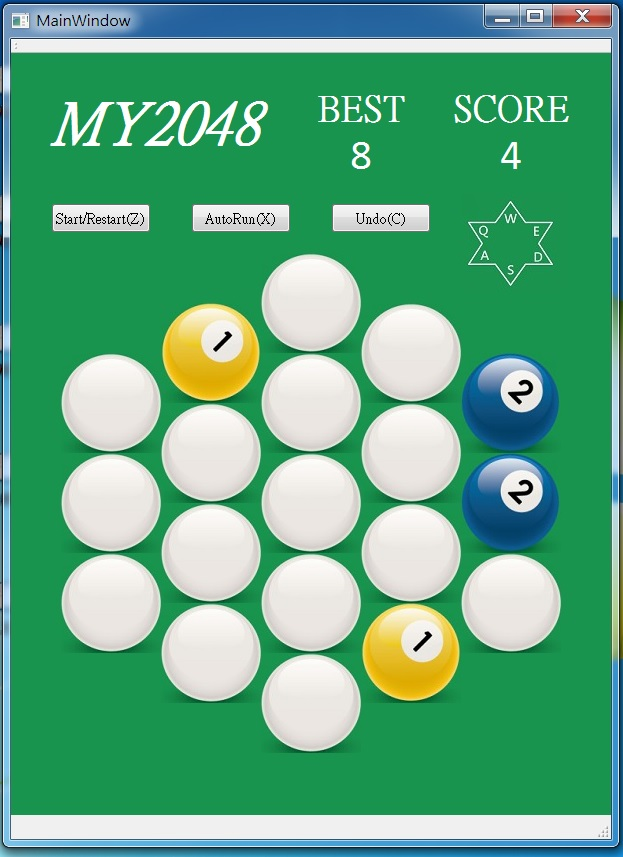 MainWindow
MY2048
BEST
SCORE
8
4
Start/Restart(Z)
AutoRun(X)
Undo(C)
W
Q
E
A
D
S
1
2
2
1